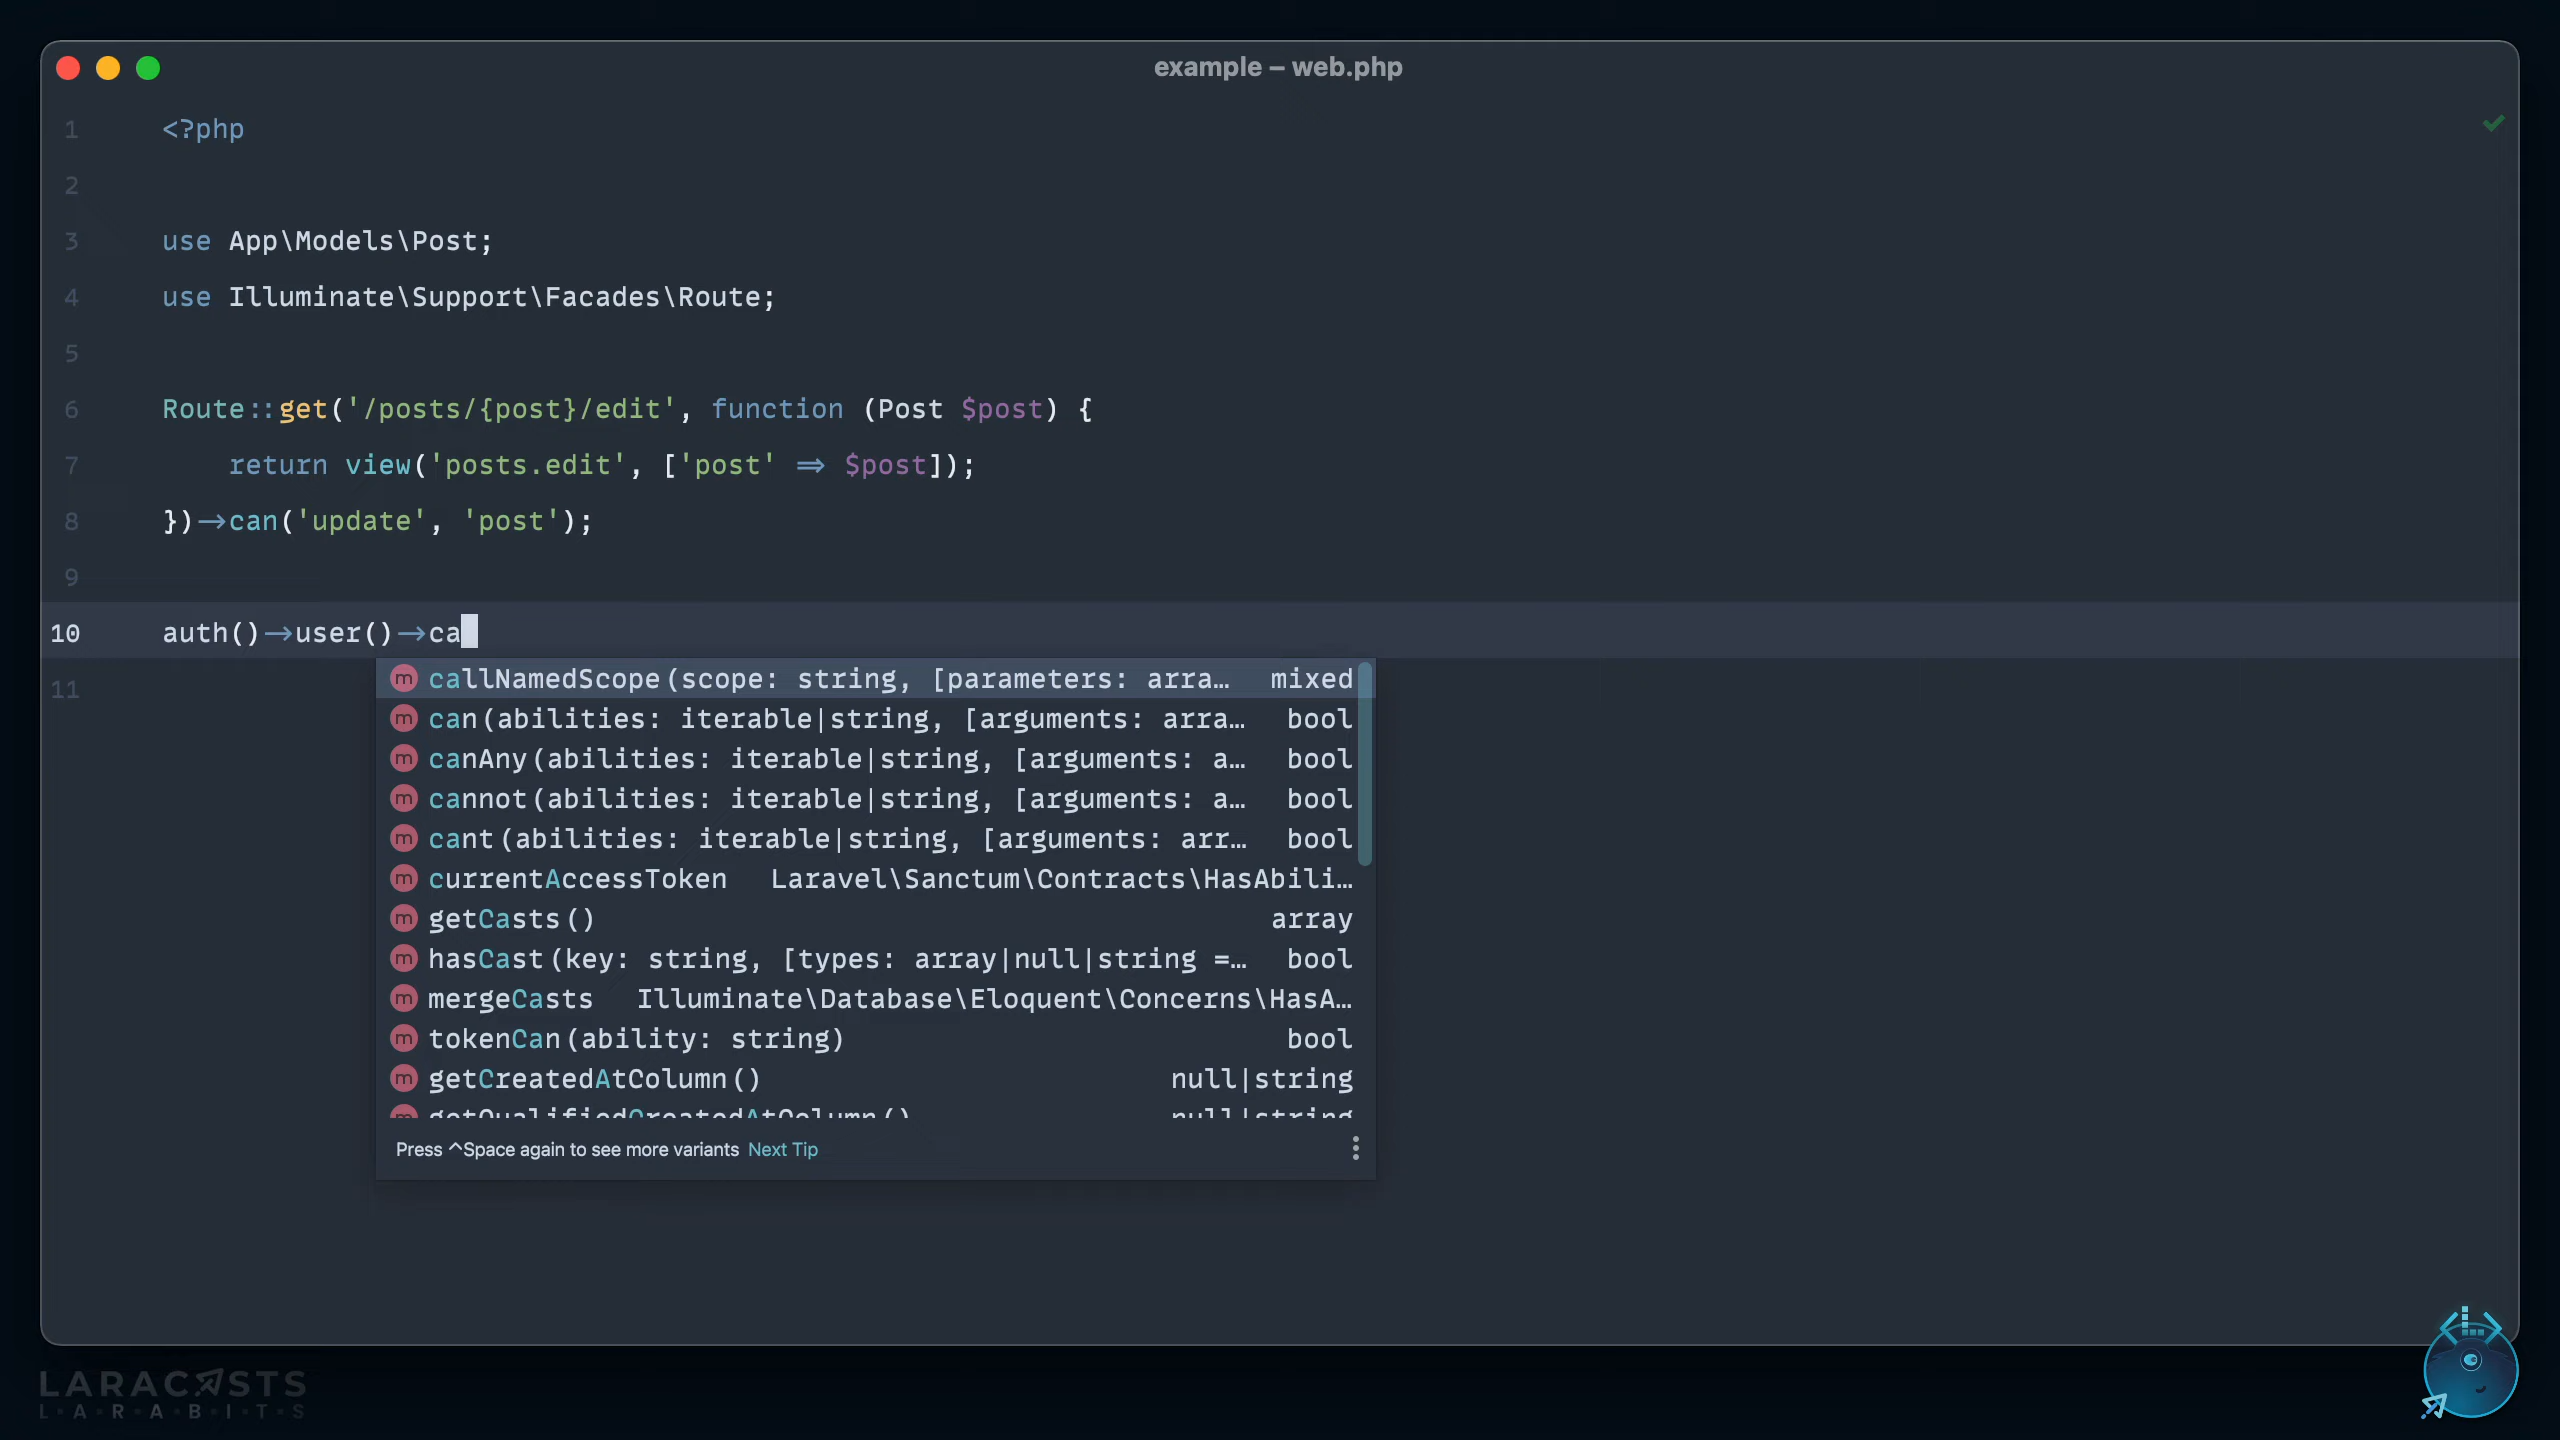 example – web.php
1 <?php
2
3 use App\Models\Post;
4 use Illuminate\Support\Facades\Route;
5
6 Route::get('/posts/{post}/edit', function (Post $post) {
7 return view('posts.edit', ['post' => $post]);
8 })->can('update', 'post');
9
10 auth()->user()->ca
11
m callNamedScope(scope: string, [parameters: arra… mixed
m can(abilities: iterable|string, [arguments: arra… bool
m canAny(abilities: iterable|string, [arguments: a… bool
m cannot(abilities: iterable|string, [arguments: a… bool
m cant(abilities: iterable|string, [arguments: arr… bool
m currentAccessToken Laravel\Sanctum\Contracts\HasAbili…
m getCasts() array
m hasCast(key: string, [types: array|null|string =… bool
m mergeCasts Illuminate\Database\Eloquent\Concerns\HasA…
m tokenCan(ability: string) bool
m getCreatedAtColumn() null|string
m getQualifiedCreatedAtColumn() null|string
Press ^Space again to see more variants Next Tip
LARACASTS
L·A·R·A·B·I·T·S